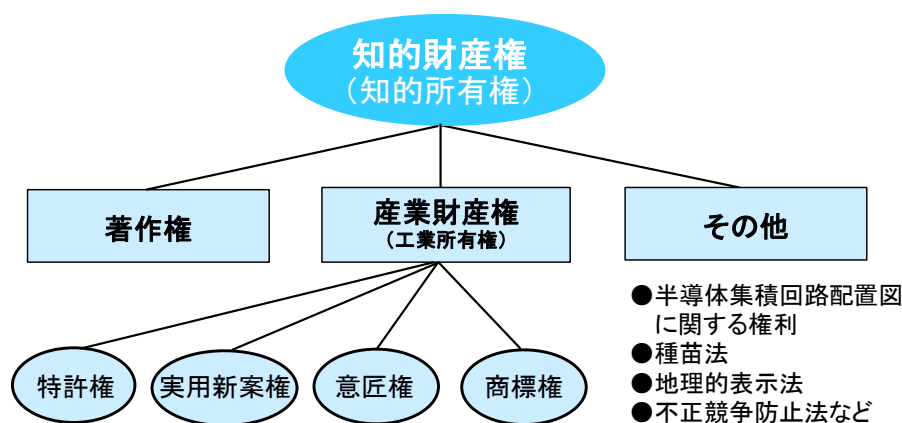 知的財産権
（知的所有権）
著作権
産業財産権
（工業所有権）
その他
●半導体集積回路配置図
に関する権利
●種苗法
●地理的表示法
●不正競争防止法など
特許権
実用新案権
意匠権
商標権